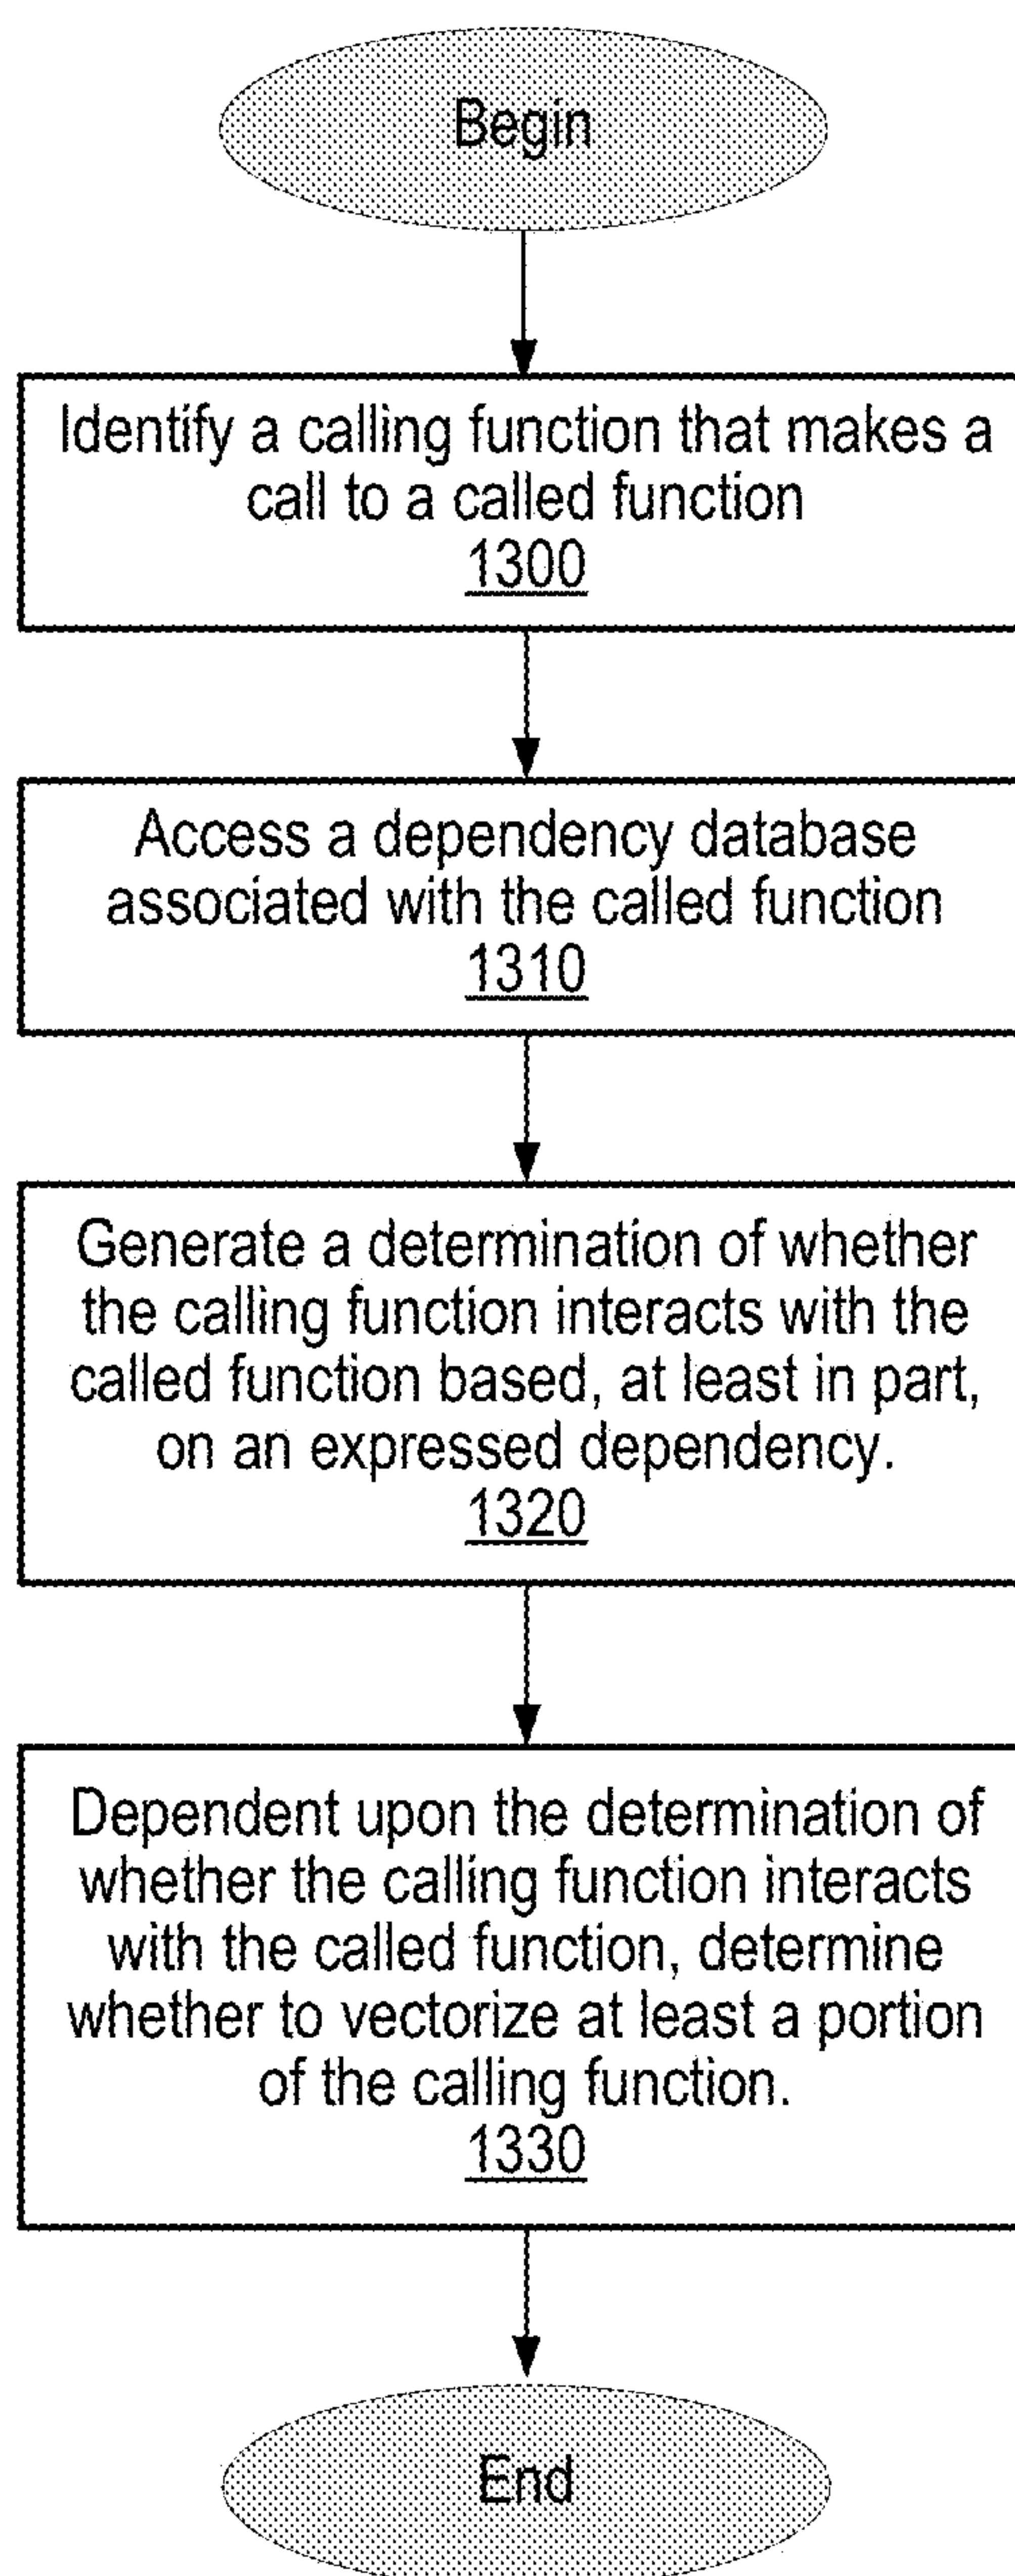 Begin
Identify a calling function that makes a
call to a called function
1300
Access a dependency database
associated with the called function
1310
Generate a determination of whether
the calling function interacts with the
called function based, at least in part,
on an expressed dependency.
1320
Dependent upon the determination of
whether the calling function interacts
with the called function, determine
whether to vectorize at least a portion
of the calling function.
1330
End